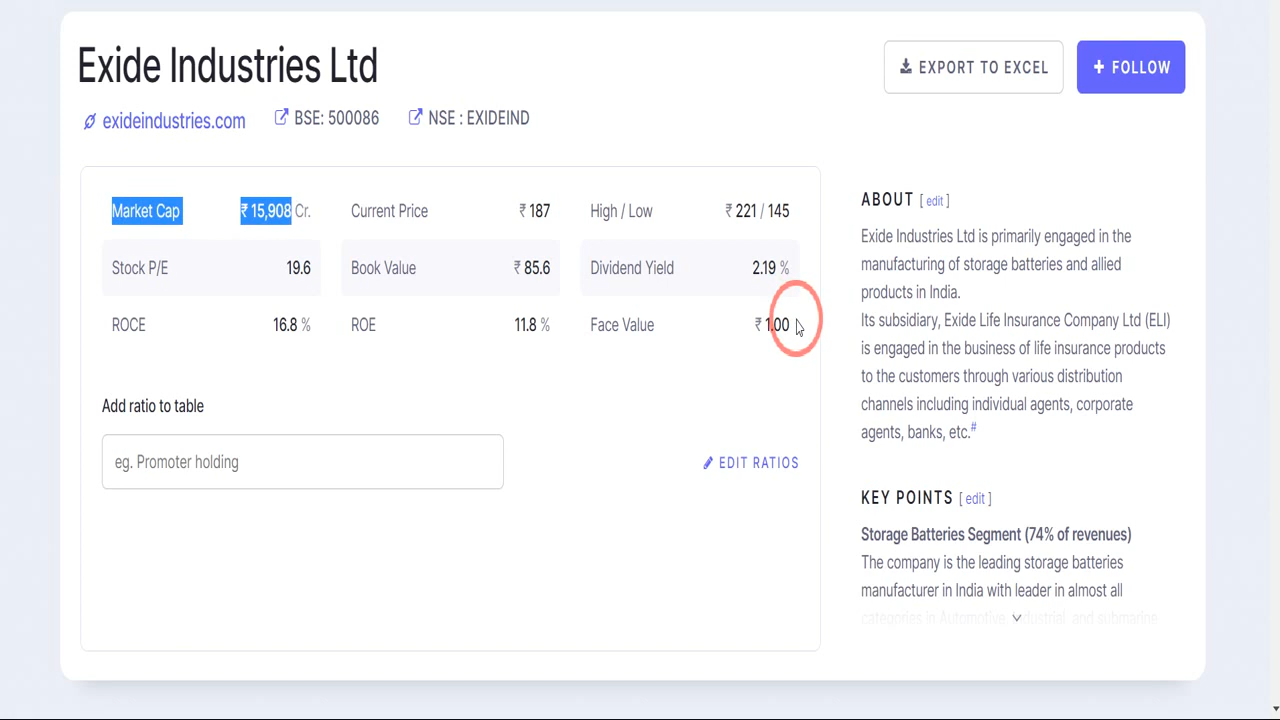 Exide Industries Ltd
EXPORT TO EXCEL
+ FOLLOW
exideindustries.com BSE: 500086 NSE : EXIDEIND
Market Cap ₹ 15,908 Cr. Current Price ₹ 187 High / Low ₹ 221 / 145
Stock P/E 19.6 Book Value ₹ 85.6 Dividend Yield 2.19 %
ROCE 16.8 % ROE 11.8 % Face Value ₹ 1.00
Add ratio to table
eg. Promoter holding
EDIT RATIOS
ABOUT [ edit ]
Exide Industries Ltd is primarily engaged in the
manufacturing of storage batteries and allied
products in India.
Its subsidiary, Exide Life Insurance Company Ltd (ELI)
is engaged in the business of life insurance products
to the customers through various distribution
channels including individual agents, corporate
agents, banks, etc.#
KEY POINTS [ edit ]
Storage Batteries Segment (74% of revenues)
The company is the leading storage batteries
manufacturer in India with leader in almost all
categories in Automotive, Industrial, and submarine